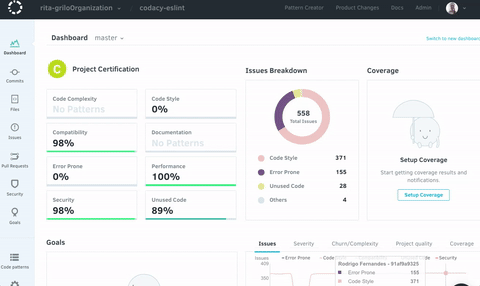 rita-griloOrganization
codacy-eslint
Pattern Creator
Product Changes
Docs
Admin
Dashboard master
Switch to new dashboard
Dashboard
Commits
Files
Issues
Pull Requests
Security
Goals
Code patterns
C Project Certification
Code Complexity
No Patterns
Code Style
0%
Compatibility
98%
Documentation
No Patterns
Error Prone
0%
Performance
100%
Security
98%
Unused Code
89%
Goals
Issues Breakdown
558
Total Issues
Code Style 371
Error Prone 155
Unused Code 28
Others 4
Coverage
Setup Coverage
Start getting coverage results and
notifications.
Setup Coverage
Issues Severity Churn/Complexity Project quality Coverage
Issues
Error Prone
Security
409
350
Rodrigo Fernandes - 91af9a9325
Error Prone 155
Code Style 371